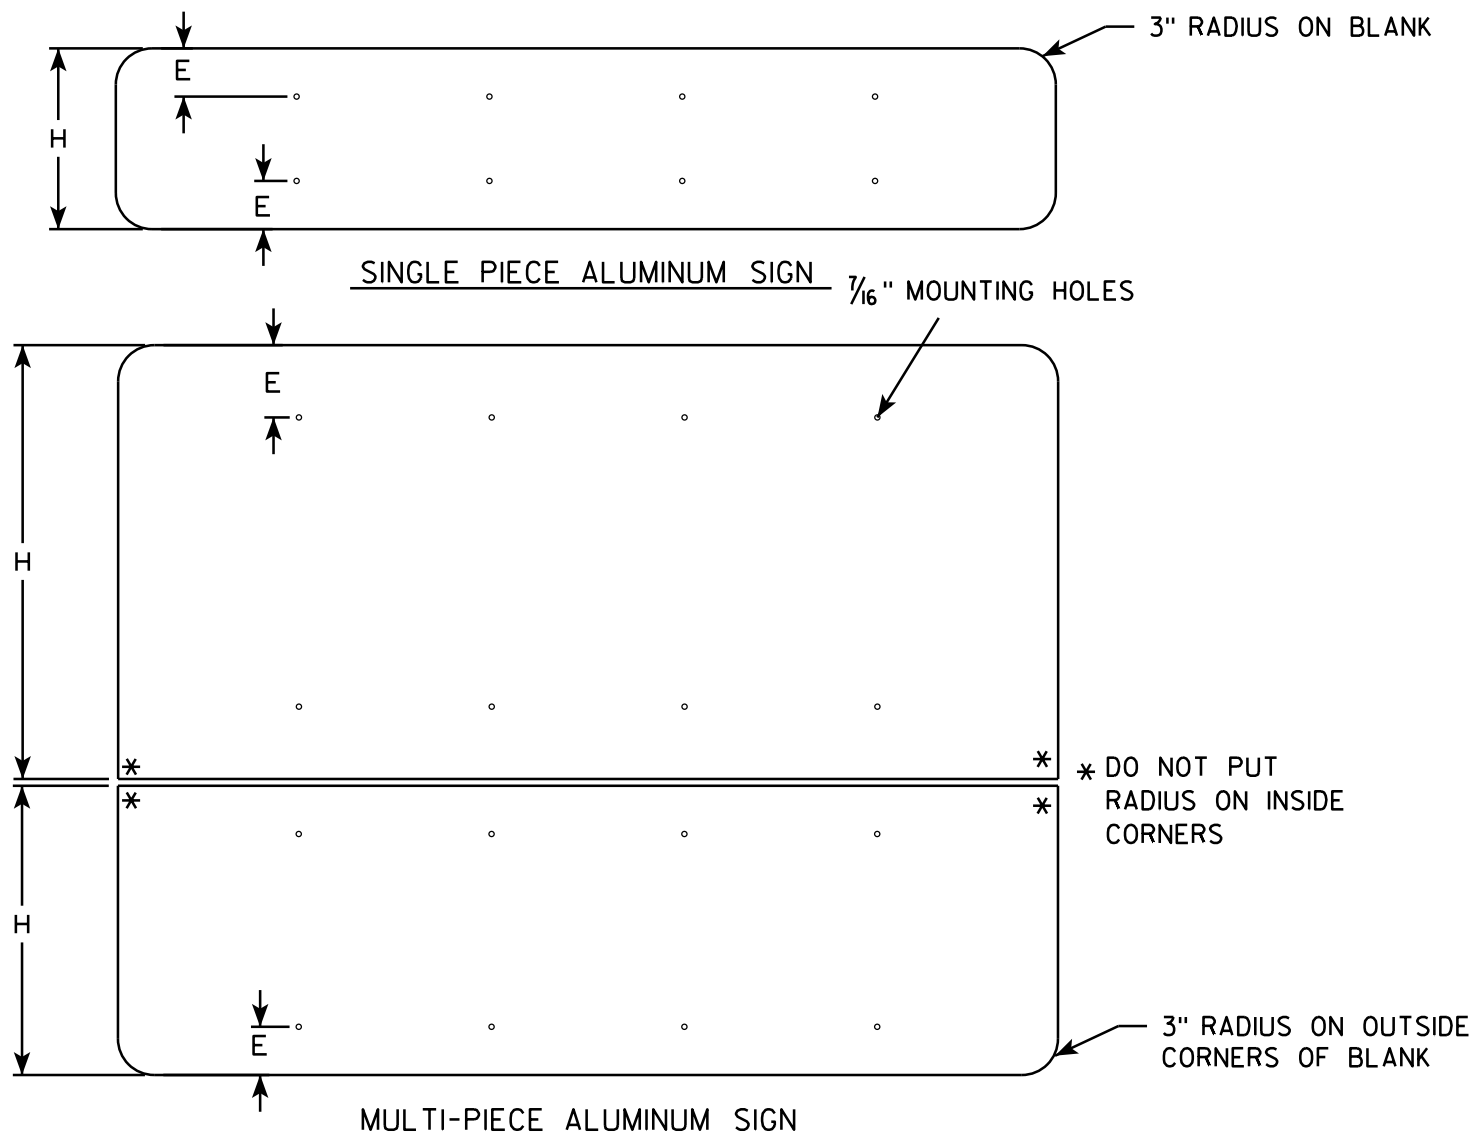 3" RADIUS ON BLANK
E
H
E
SINGLE PIECE ALUMINUM SIGN
7/16" MOUNTING HOLES
E
H
*
*
* DO NOT PUT
RADIUS ON INSIDE
CORNERS
*
*
H
E
3" RADIUS ON OUTSIDE
CORNERS OF BLANK
MULTI-PIECE ALUMINUM SIGN